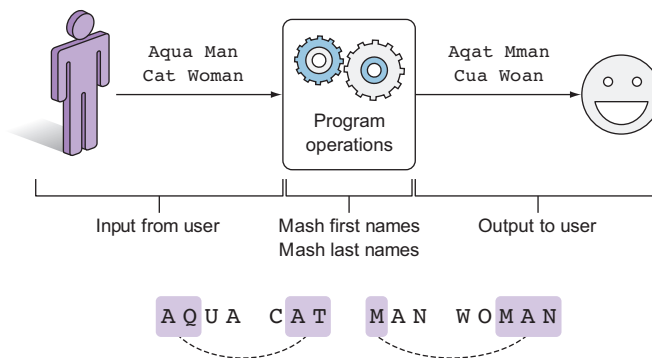 Aqua Man
Cat Woman
Aqat Mman
Cua Woan
Program
operations
Input from user
Mash first names
Mash last names
Output to user
AQUA CAT MAN WOMAN